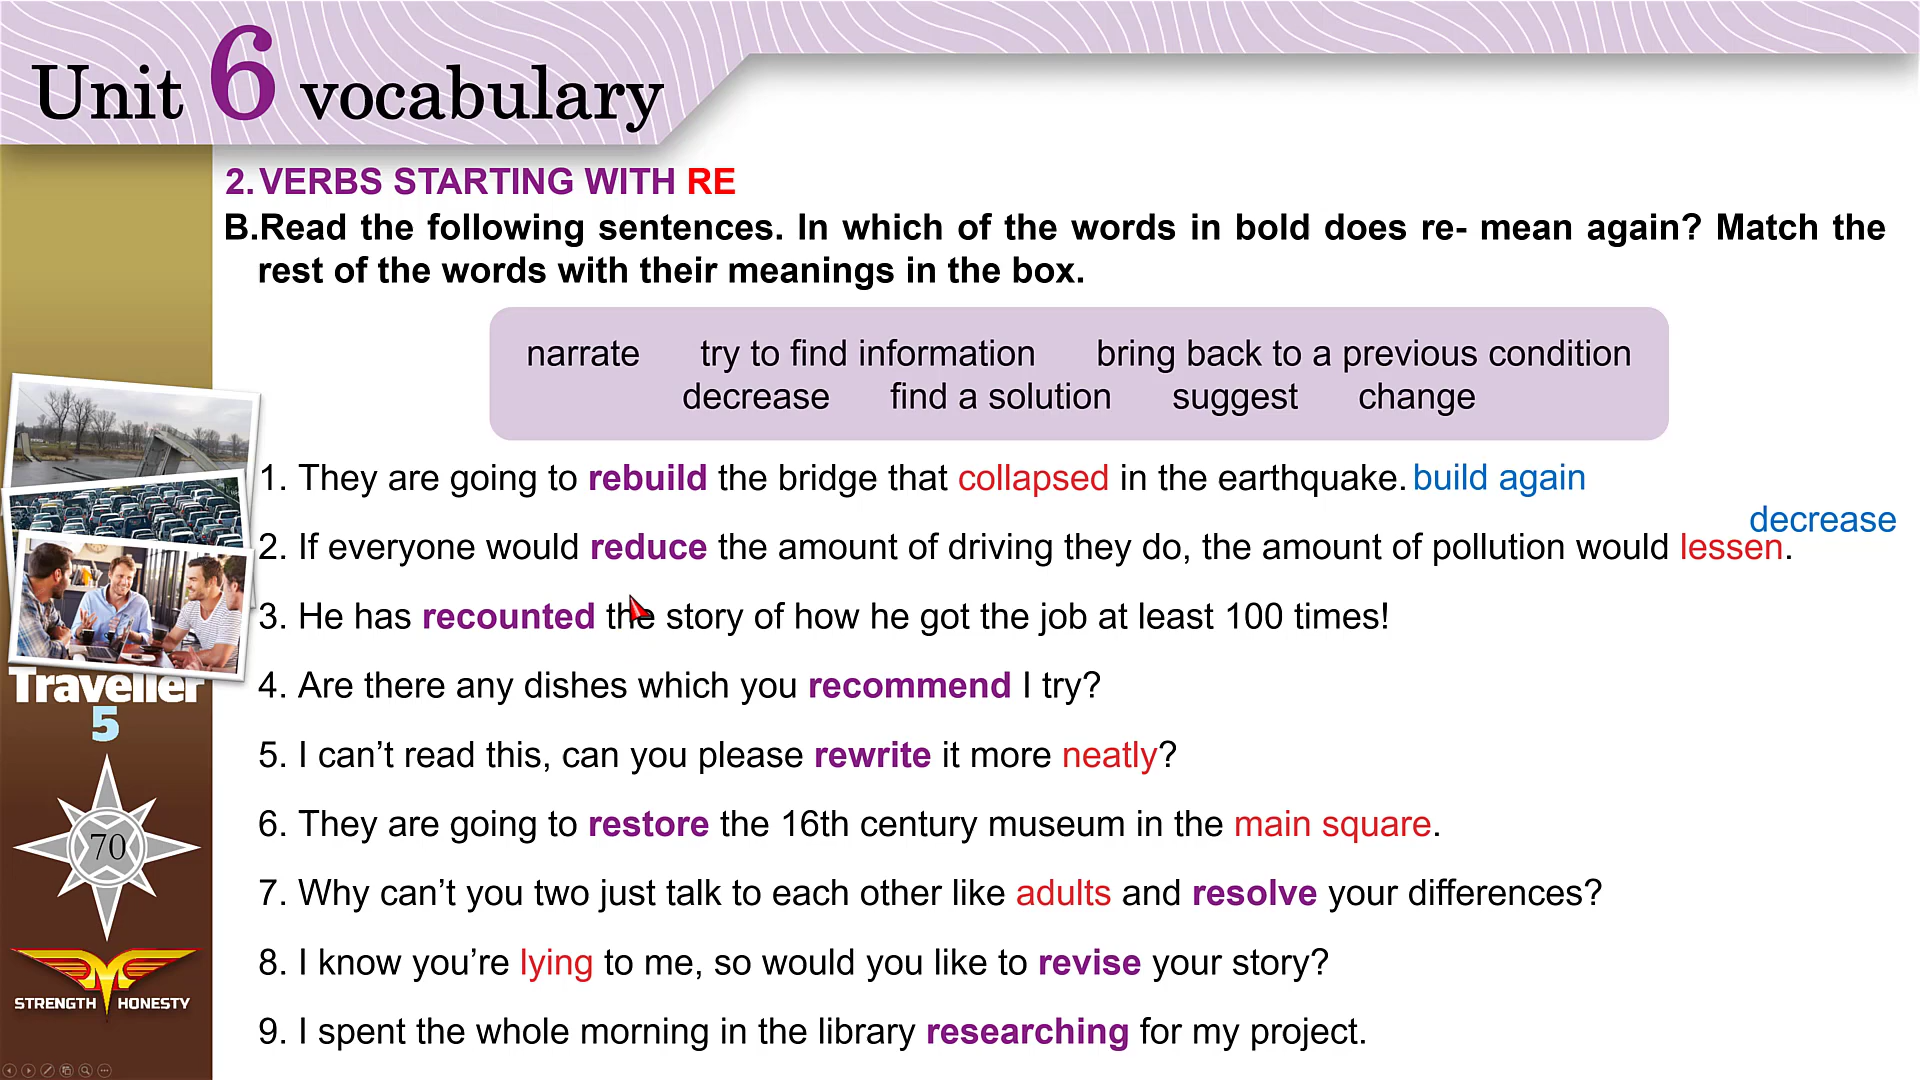 Unit 6 vocabulary
2. VERBS STARTING WITH RE
B.Read the following sentences. In which of the words in bold does re- mean again? Match the
rest of the words with their meanings in the box.
narrate try to find information bring back to a previous condition
decrease find a solution suggest change
1. They are going to rebuild the bridge that collapsed in the earthquake. build again
decrease
2. If everyone would reduce the amount of driving they do, the amount of pollution would lessen.
3. He has recounted the story of how he got the job at least 100 times!
4. Are there any dishes which you recommend I try?
5. I can’t read this, can you please rewrite it more neatly?
6. They are going to restore the 16th century museum in the main square.
7. Why can’t you two just talk to each other like adults and resolve your differences?
8. I know you’re lying to me, so would you like to revise your story?
9. I spent the whole morning in the library researching for my project.
Traveller
5
70
STRENGTH HONESTY